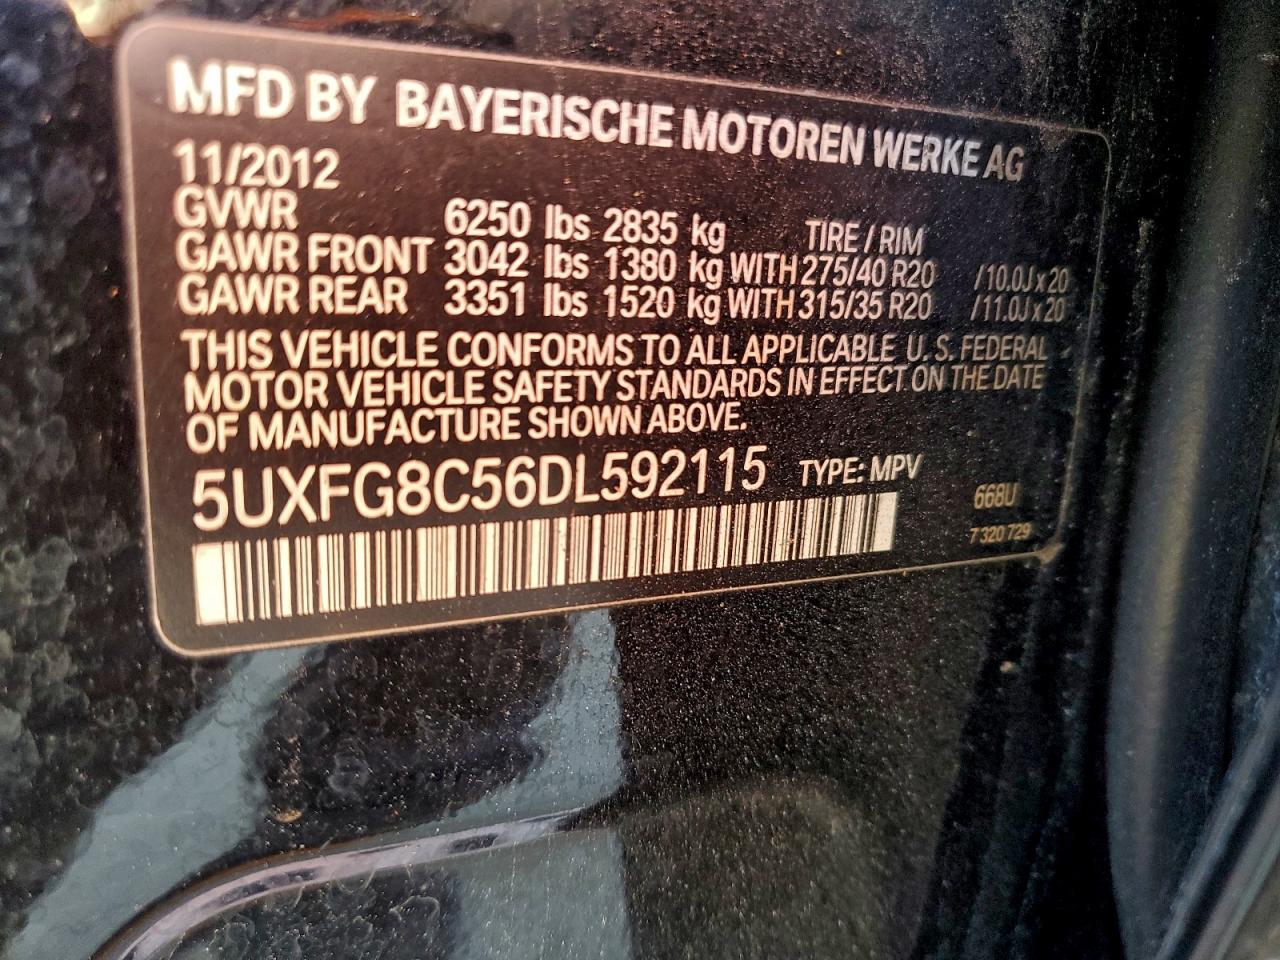 MFD BY BAYERISCHE MOTOREN WERKE AG
11/2012
GVWR 6250 lbs 2835 kg TIRE / RIM
GAWR FRONT 3042 lbs 1380 kg WITH 275/40 R20 /10.0J x 20
GAWR REAR 3351 lbs 1520 kg WITH 315/35 R20 /11.0J x 20
THIS VEHICLE CONFORMS TO ALL APPLICABLE U.S. FEDERAL
MOTOR VEHICLE SAFETY STANDARDS IN EFFECT ON THE DATE
OF MANUFACTURE SHOWN ABOVE.
5UXFG8C56DL592115 TYPE: MPV
668U
7 320 729